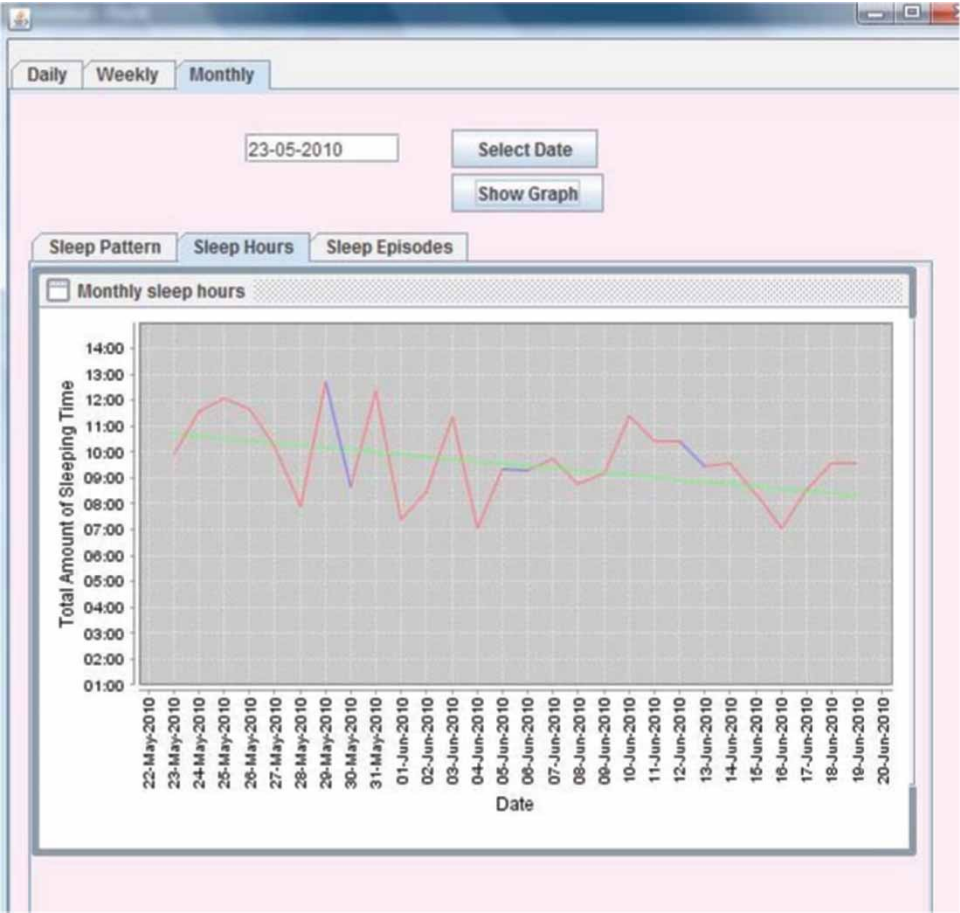 Daily Weekly Monthly
23-05-2010 Select Date
Show Graph
Sleep Pattern Sleep Hours Sleep Episodes
Monthly sleep hours
Total Amount of Sleeping Time
14:00
13:00
12:00
11:00
10:00
09:00
08:00
07:00
06:00
05:00
04:00
03:00
02:00
01:00
22-May-2010
23-May-2010
24-May-2010
25-May-2010
26-May-2010
27-May-2010
28-May-2010
29-May-2010
30-May-2010
31-May-2010
01-Jun-2010
02-Jun-2010
03-Jun-2010
04-Jun-2010
05-Jun-2010
06-Jun-2010
07-Jun-2010
08-Jun-2010
09-Jun-2010
10-Jun-2010
11-Jun-2010
12-Jun-2010
13-Jun-2010
14-Jun-2010
15-Jun-2010
16-Jun-2010
17-Jun-2010
18-Jun-2010
19-Jun-2010
20-Jun-2010
Date